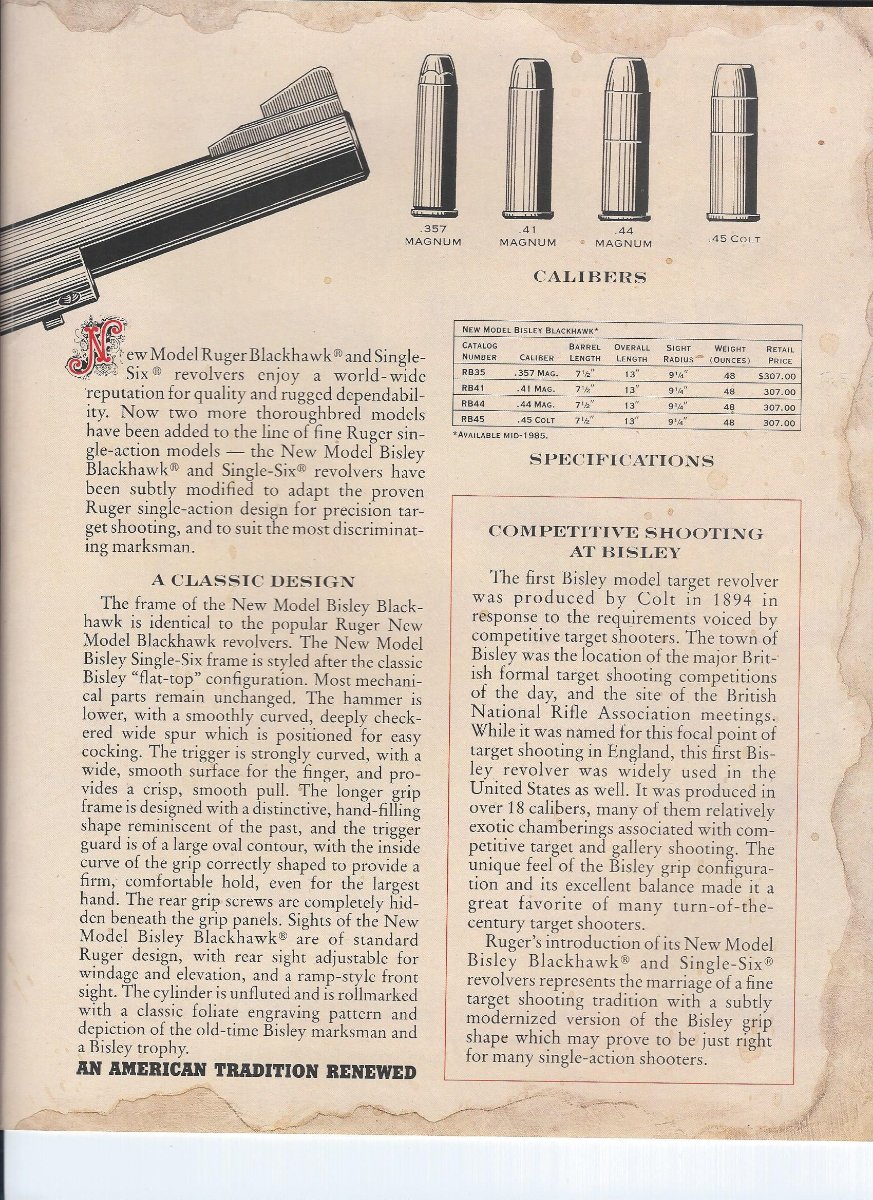 .357
MAGNUM
.41
MAGNUM
.44
MAGNUM
.45 COLT
CALIBERS
New Model Ruger Blackhawk® and Single-
Six® revolvers enjoy a world-wide
reputation for quality and rugged dependabil-
ity. Now two more thoroughbred models
have been added to the line of fine Ruger sin-
gle-action models — the New Model Bisley
Blackhawk® and Single-Six® revolvers have
been subtly modified to adapt the proven
Ruger single-action design for precision tar-
get shooting, and to suit the most discriminat-
ing marksman.
A CLASSIC DESIGN
The frame of the New Model Bisley Black-
hawk is identical to the popular Ruger New
Model Blackhawk revolvers. The New Model
Bisley Single-Six frame is styled after the classic
Bisley “flat-top” configuration. Most mechani-
cal parts remain unchanged. The hammer is
lower, with a smoothly curved, deeply check-
ered wide spur which is positioned for easy
cocking. The trigger is strongly curved, with a
wide, smooth surface for the finger, and pro-
vides a crisp, smooth pull. The longer grip
frame is designed with a distinctive, hand-filling
shape reminiscent of the past, and the trigger
guard is of a large oval contour, with the inside
curve of the grip correctly shaped to provide a
firm, comfortable hold, even for the largest
hand. The rear grip screws are completely hid-
den beneath the grip panels. Sights of the New
Model Bisley Blackhawk® are of standard
Ruger design, with rear sight adjustable for
windage and elevation, and a ramp-style front
sight. The cylinder is unfluted and is rollmarked
with a classic foliate engraving pattern and
depiction of the old-time Bisley marksman and
a Bisley trophy.
AN AMERICAN TRADITION RENEWED
NEW MODEL BISLEY BLACKHAWK*
CATALOG NUMBER CALIBER BARREL LENGTH OVERALL LENGTH SIGHT RADIUS WEIGHT (OUNCES) RETAIL PRICE
RB35 .357 MAG. 7½″ 13″ 9¼″ 48 $307.00
RB41 .41 MAG. 7½″ 13″ 9¼″ 48 307.00
RB44 .44 MAG. 7½″ 13″ 9¼″ 48 307.00
RB45 .45 COLT 7½″ 13″ 9¼″ 48 307.00
*AVAILABLE MID-1985.
SPECIFICATIONS
COMPETITIVE SHOOTING
AT BISLEY
The first Bisley model target revolver
was produced by Colt in 1894 in
response to the requirements voiced by
competitive target shooters. The town of
Bisley was the location of the major Brit-
ish formal target shooting competitions
of the day, and the site of the British
National Rifle Association meetings.
While it was named for this focal point of
target shooting in England, this first Bis-
ley revolver was widely used in the
United States as well. It was produced in
over 18 calibers, many of them relatively
exotic chamberings associated with com-
petitive target and gallery shooting. The
unique feel of the Bisley grip configura-
tion and its excellent balance made it a
great favorite of many turn-of-the-
century target shooters.
Ruger's introduction of its New Model
Bisley Blackhawk® and Single-Six®
revolvers represents the marriage of a fine
target shooting tradition with a subtly
modernized version of the Bisley grip
shape which may prove to be just right
for many single-action shooters.